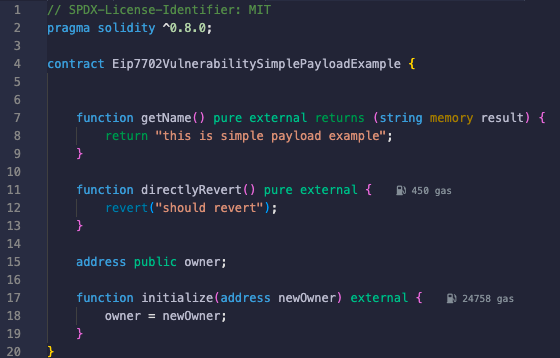 1 // SPDX-License-Identifier: MIT
2 pragma solidity ^0.8.0;
3
4 contract Eip7702VulnerabilitySimplePayloadExample {
5
6
7 function getName() pure external returns (string memory result) {
8 return "this is simple payload example";
9 }
10
11 function directlyRevert() pure external { 450 gas
12 revert("should revert");
13 }
14
15 address public owner;
16
17 function initialize(address newOwner) external { 24758 gas
18 owner = newOwner;
19 }
20 }